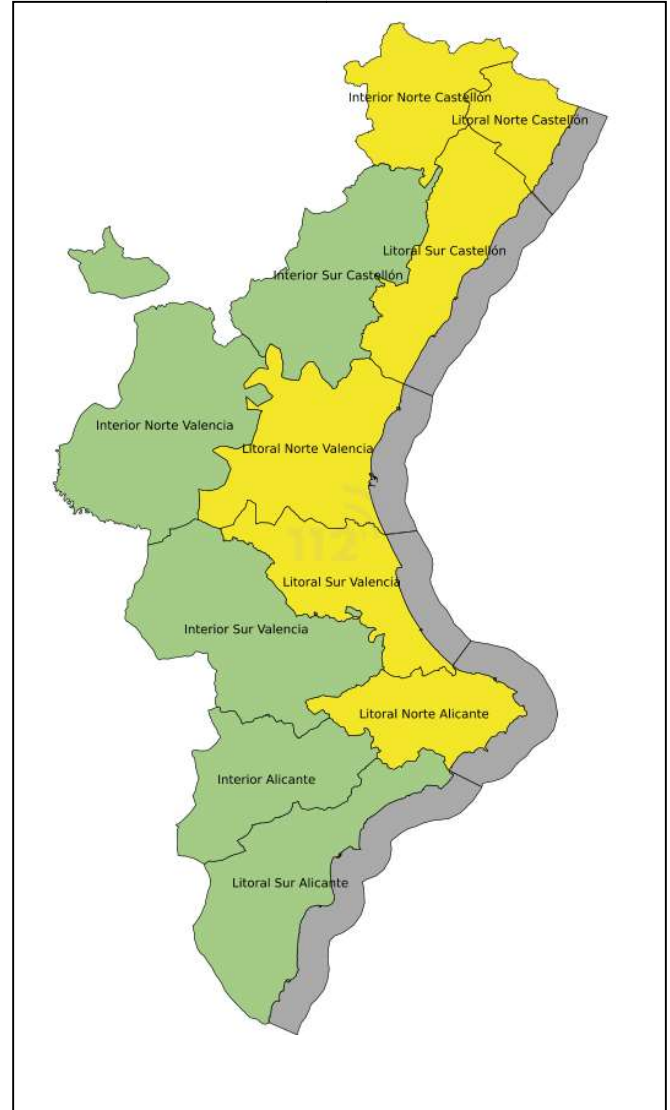 Interior Norte Castellón
Litoral Norte Castellón
Litoral Sur Castellón
Interior Sur Castellón
Interior Norte Valencia
Litoral Norte Valencia
112
Litoral Sur Valencia
Interior Sur Valencia
Litoral Norte Alicante
Interior Alicante
Litoral Sur Alicante